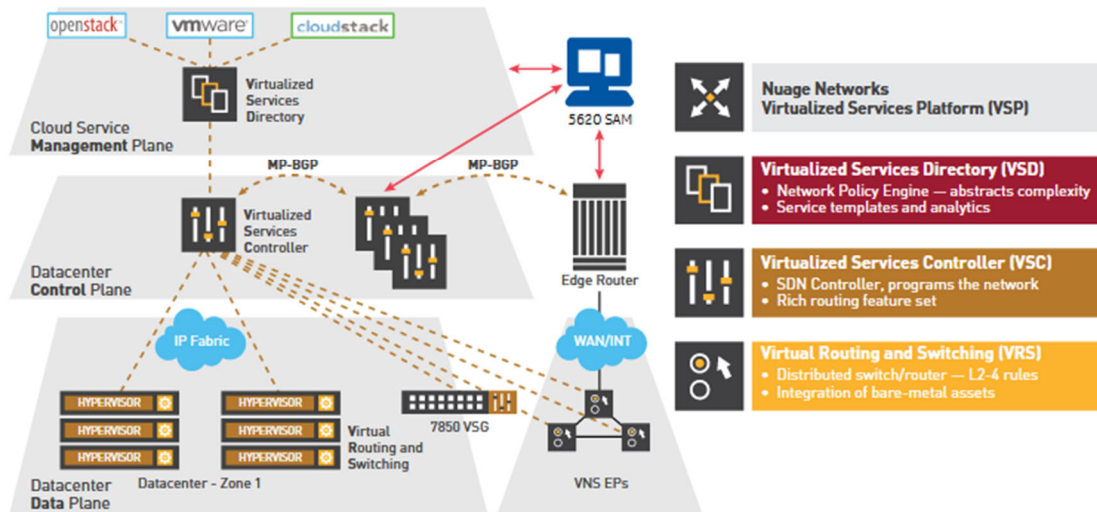 openstack™
vmware®
cloudstack
Virtualized
Services
Directory
Cloud Service
Management Plane
5620 SAM
MP-BGP
MP-BGP
Virtualized
Services
Controller
Datacenter
Control Plane
Edge Router
IP Fabric
WAN/INT
HYPERVISOR
HYPERVISOR
HYPERVISOR
HYPERVISOR
HYPERVISOR
HYPERVISOR
Virtual
Routing and
Switching
7850 VSG
Datacenter - Zone 1
Datacenter
Data Plane
VNS EPs
Nuage Networks
Virtualized Services Platform (VSP)
Virtualized Services Directory (VSD)
• Network Policy Engine — abstracts complexity
• Service templates and analytics
Virtualized Services Controller (VSC)
• SDN Controller, programs the network
• Rich routing feature set
Virtual Routing and Switching (VRS)
• Distributed switch/router — L2-4 rules
• Integration of bare-metal assets